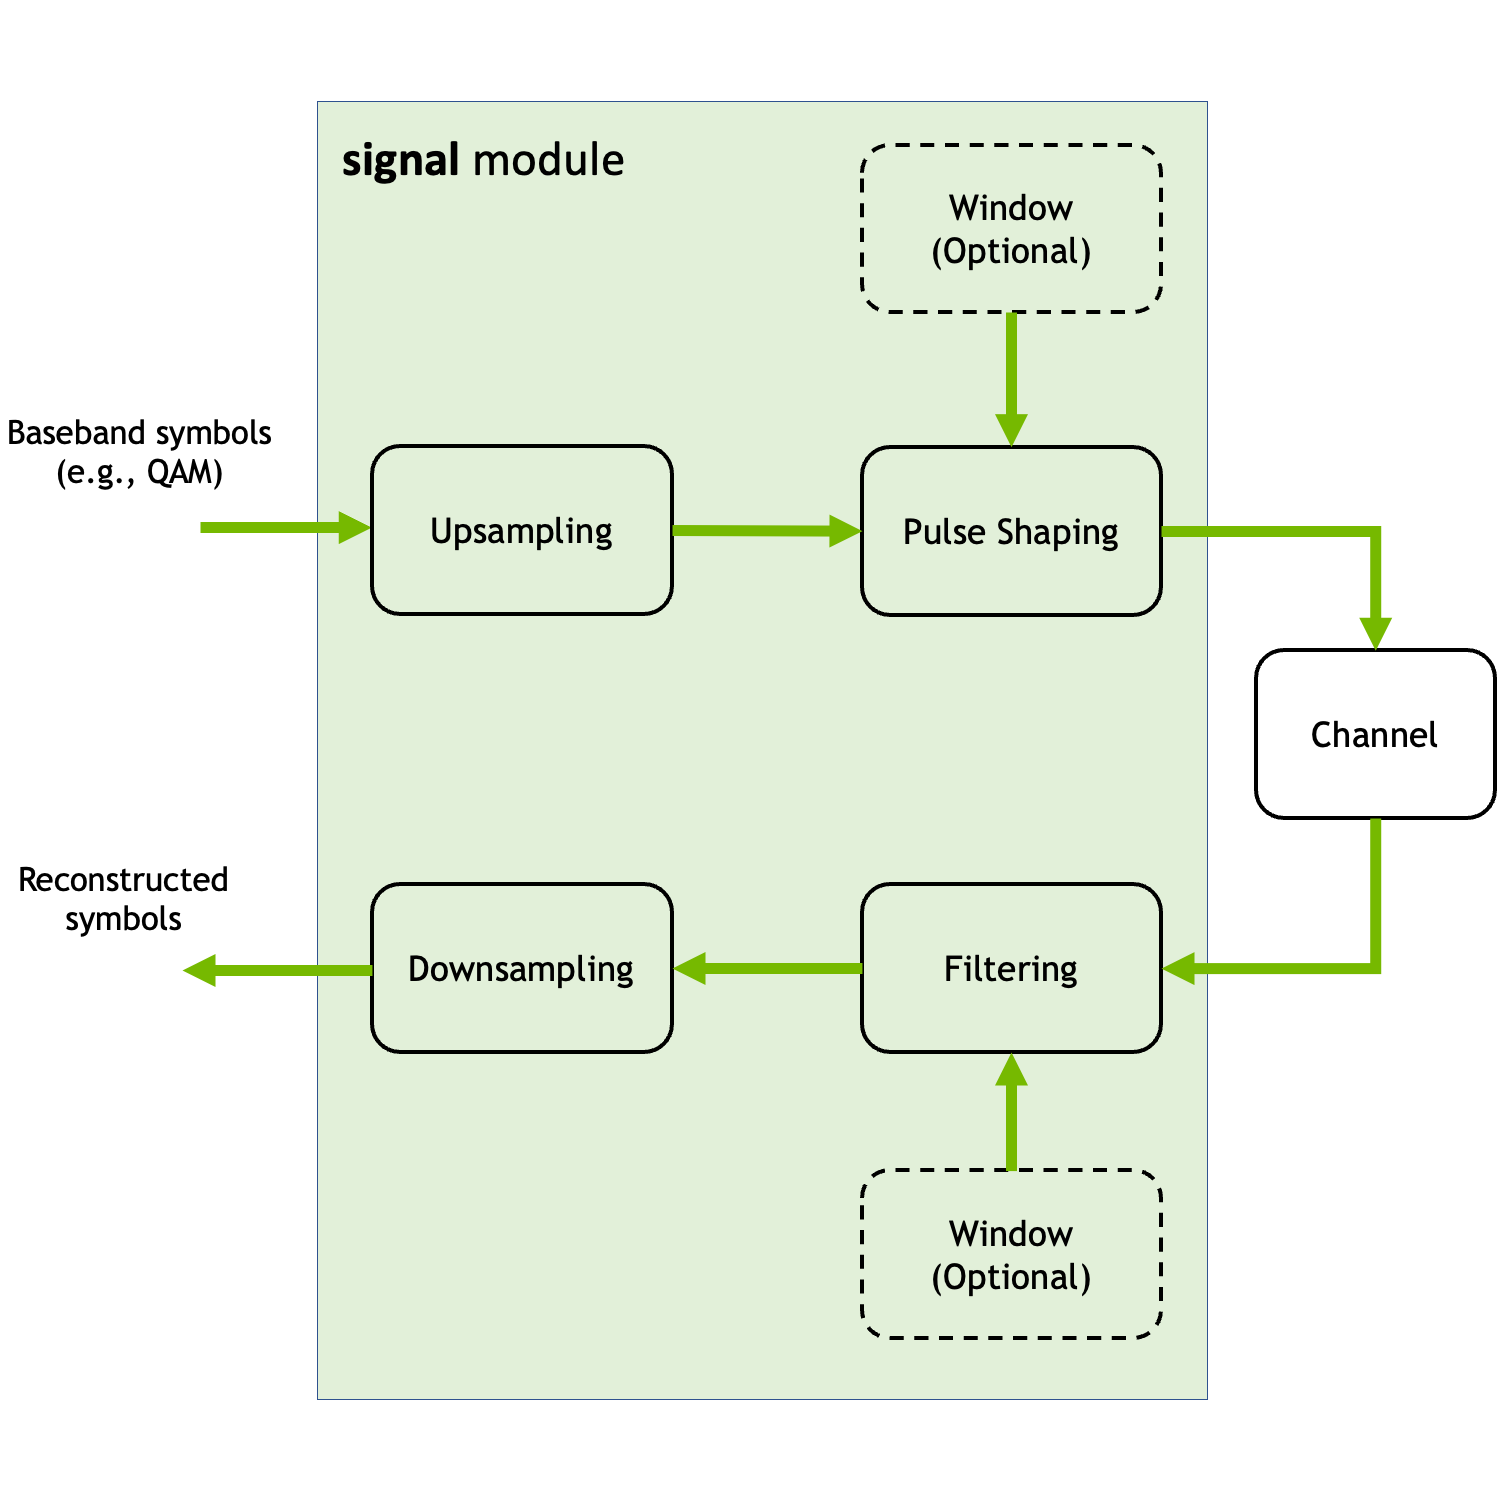 signal module
Window
(Optional)
Baseband symbols
(e.g., QAM)
Upsampling
Pulse Shaping
Channel
Reconstructed
symbols
Downsampling
Filtering
Window
(Optional)